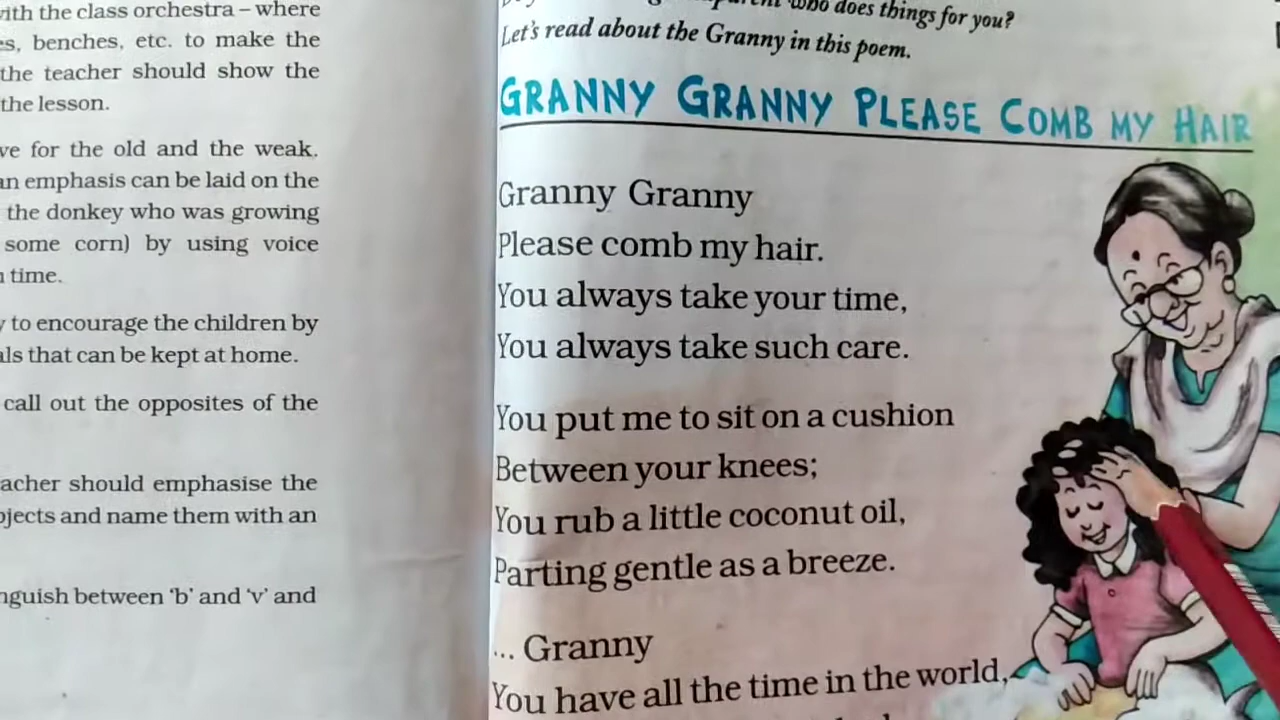 with the class orchestra – where
es, benches, etc. to make the
the teacher should show the
the lesson.
ve for the old and the weak.
an emphasis can be laid on the
the donkey who was growing
some corn) by using voice
time.
to encourage the children by
als that can be kept at home.
call out the opposites of the
acher should emphasise the
bjects and name them with an
nguish between 'b' and 'v' and
who does things for you?
Let's read about the Granny in this poem.
GRANNY GRANNY PLEASE COMB MY HAIR
Granny Granny
Please comb my hair.
You always take your time,
You always take such care.
You put me to sit on a cushion
Between your knees;
You rub a little coconut oil,
Parting gentle as a breeze.
... Granny
You have all the time in the world,